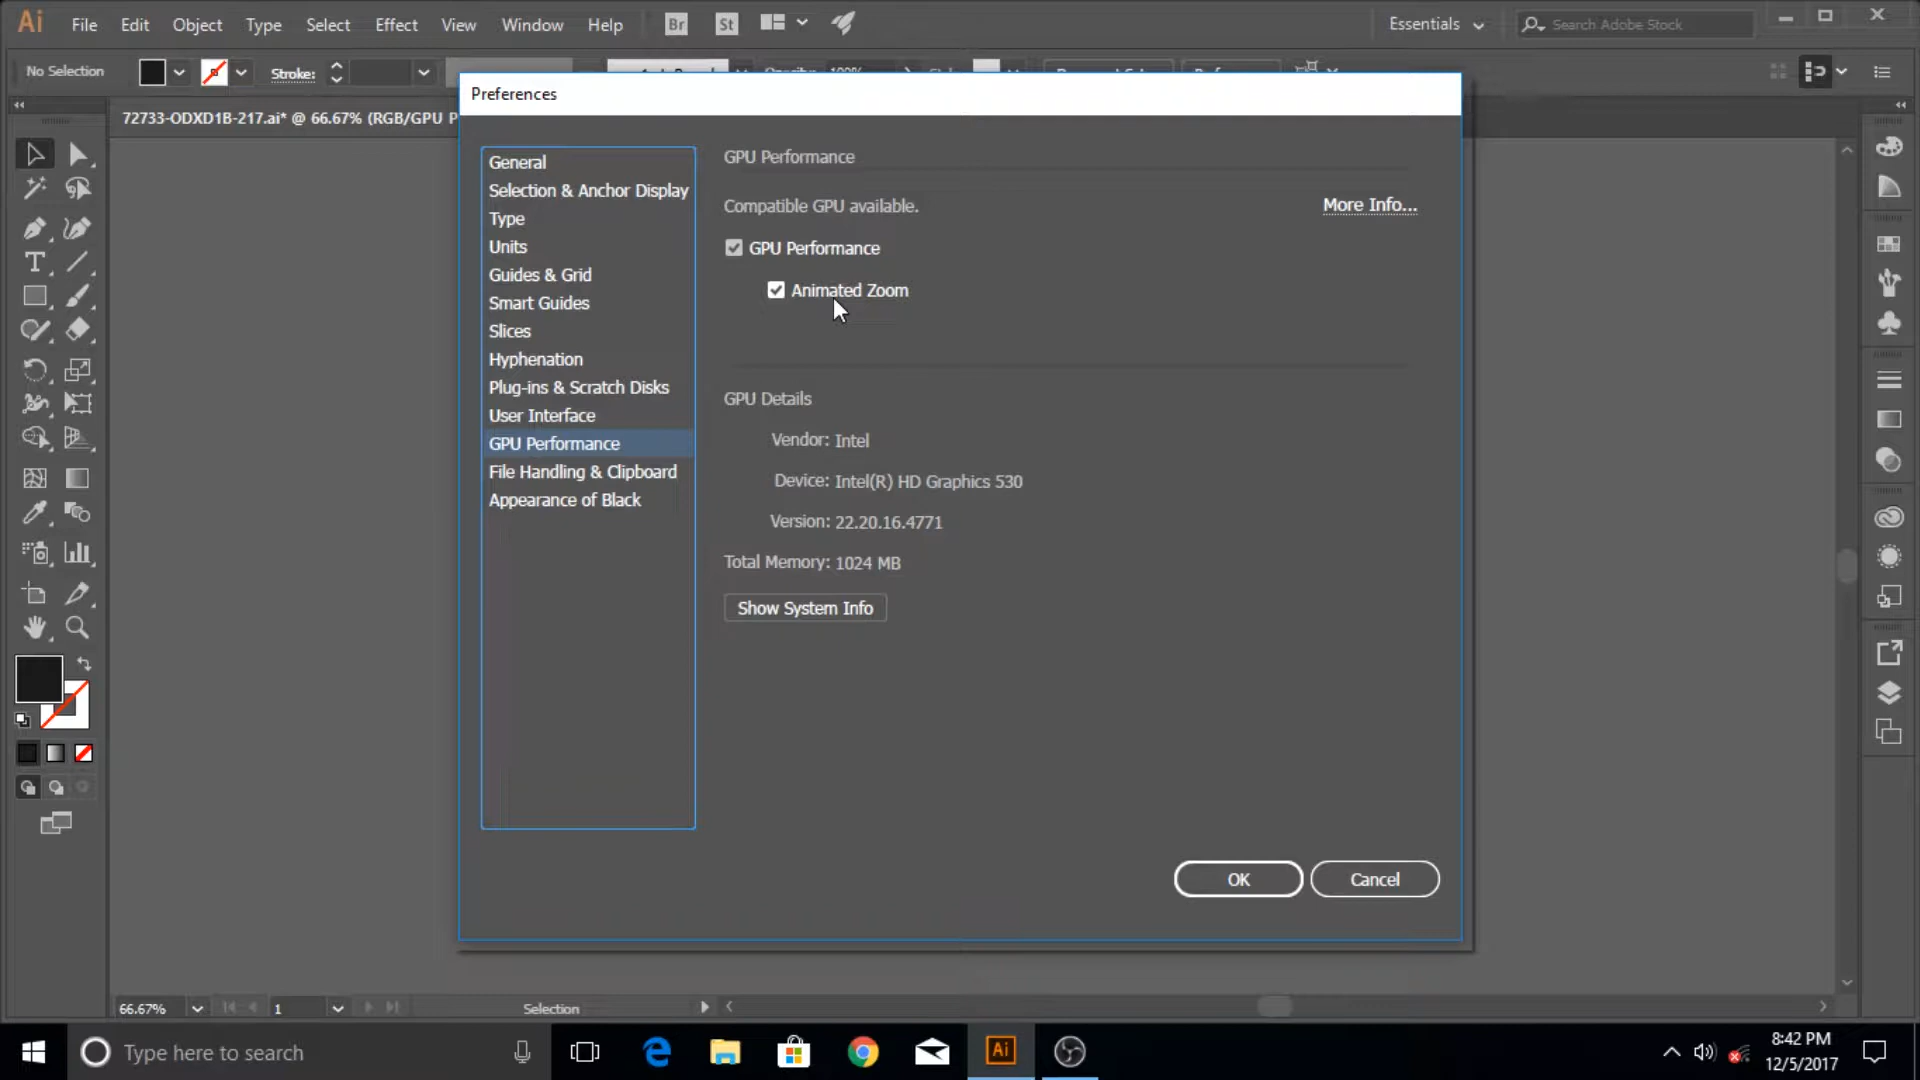 Ai File Edit Object Type Select Effect View Window Help Br St Essentials Search Adobe Stock
No Selection Stroke: 100%
72733-ODXD1B-217.ai* @ 66.67% (RGB/GPU P
Preferences
General
Selection & Anchor Display
Type
Units
Guides & Grid
Smart Guides
Slices
Hyphenation
Plug-ins & Scratch Disks
User Interface
GPU Performance
File Handling & Clipboard
Appearance of Black
GPU Performance
Compatible GPU available.
More Info...
GPU Performance
Animated Zoom
GPU Details
Vendor: Intel
Device: Intel(R) HD Graphics 530
Version: 22.20.16.4771
Total Memory: 1024 MB
Show System Info
OK Cancel
66.67% 1 Selection
Type here to search
Ai
8:42 PM
12/5/2017